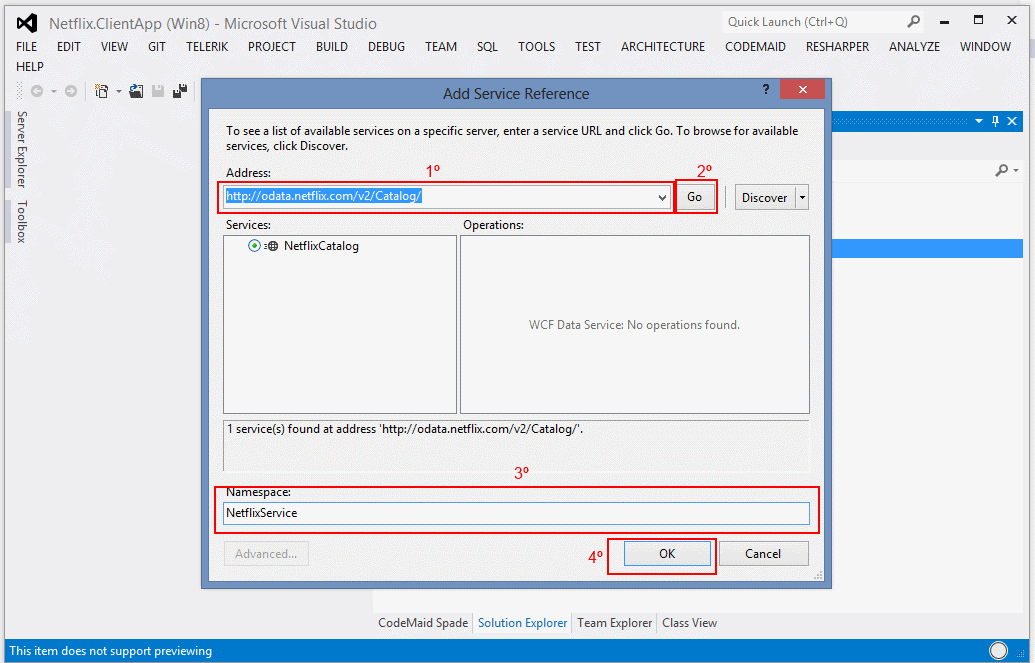 Netflix.ClientApp (Win8) - Microsoft Visual Studio
Quick Launch (Ctrl+Q)
FILE EDIT VIEW GIT TELERIK PROJECT BUILD DEBUG TEAM SQL TOOLS TEST ARCHITECTURE CODEMAID RESHARPER ANALYZE WINDOW
HELP
Server Explorer
Toolbox
Add Service Reference
?
To see a list of available services on a specific server, enter a service URL and click Go. To browse for available
services, click Discover.
Address:
1º
2º
http://odata.netflix.com/v2/Catalog/
Go
Discover
Services:
Operations:
NetflixCatalog
WCF Data Service: No operations found.
1 service(s) found at address 'http://odata.netflix.com/v2/Catalog/'.
3º
Namespace:
NetflixService
Advanced...
4º
OK
Cancel
CodeMaid Spade Solution Explorer Team Explorer Class View
This item does not support previewing